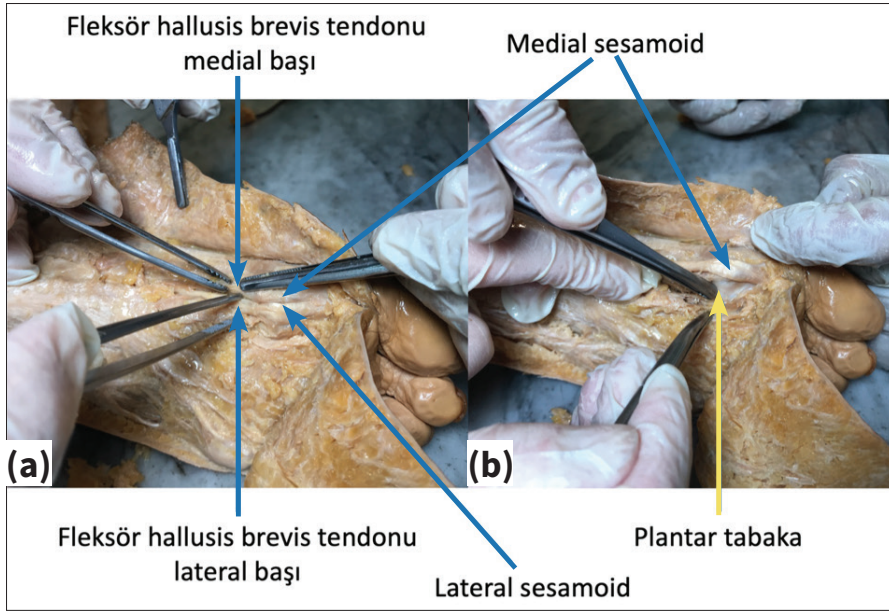 Fleksör hallusis brevis tendonu
medial başı
Medial sesamoid
(a)
(b)
Fleksör hallusis brevis tendonu
lateral başı
Lateral sesamoid
Plantar tabaka